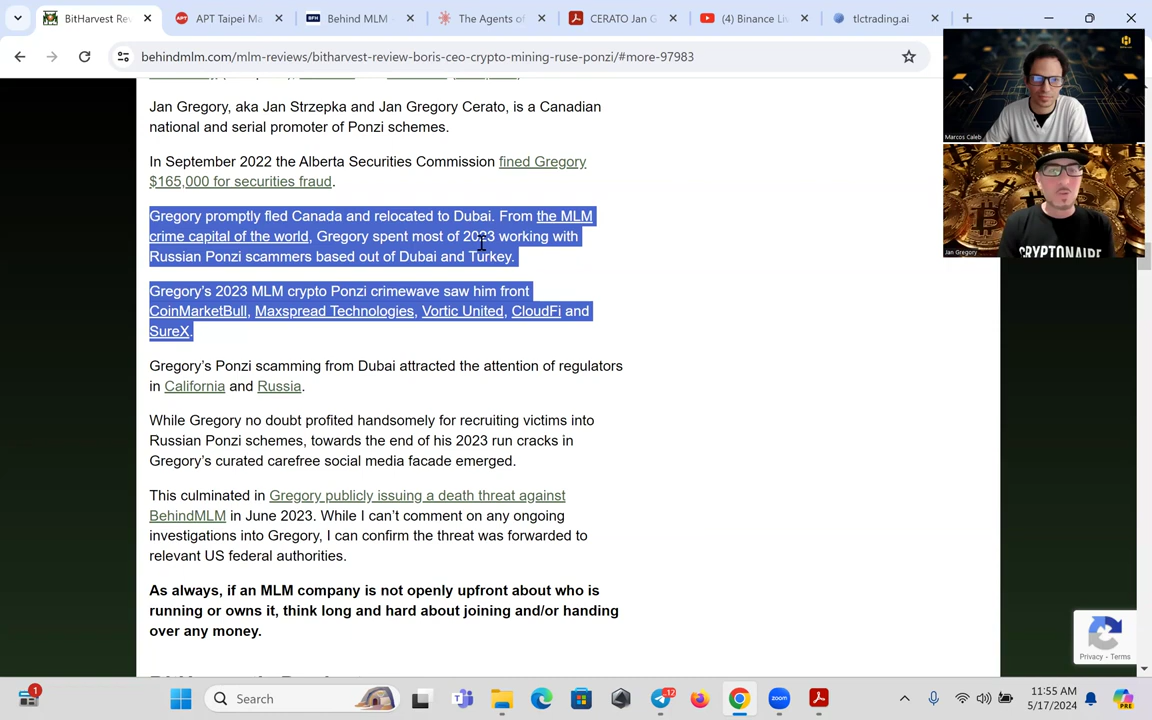 BitHarvest Rev
APT Taipei Ma
Behind MLM
The Agents of
CERATO Jan G
(4) Binance Liv
tlctrading.ai
behindmlm.com/mlm-reviews/bitharvest-review-boris-ceo-crypto-mining-ruse-ponzi/#more-97983
Jan Gregory, aka Jan Strzepka and Jan Gregory Cerato, is a Canadian
national and serial promoter of Ponzi schemes.
In September 2022 the Alberta Securities Commission fined Gregory
$165,000 for securities fraud.
Gregory promptly fled Canada and relocated to Dubai. From the MLM
crime capital of the world, Gregory spent most of 2023 working with
Russian Ponzi scammers based out of Dubai and Turkey.
Gregory's 2023 MLM crypto Ponzi crimewave saw him front
CoinMarketBull, Maxspread Technologies, Vortic United, CloudFi and
SureX.
Gregory's Ponzi scamming from Dubai attracted the attention of regulators
in California and Russia.
While Gregory no doubt profited handsomely for recruiting victims into
Russian Ponzi schemes, towards the end of his 2023 run cracks in
Gregory's curated carefree social media facade emerged.
This culminated in Gregory publicly issuing a death threat against
BehindMLM in June 2023. While I can't comment on any ongoing
investigations into Gregory, I can confirm the threat was forwarded to
relevant US federal authorities.
As always, if an MLM company is not openly upfront about who is
running or owns it, think long and hard about joining and/or handing
over any money.
Marcos Caleb
CRYPTONAIRE
Jan Gregory
Privacy - Terms
1
Search
12
zoom
11:55 AM
5/17/2024
PRE